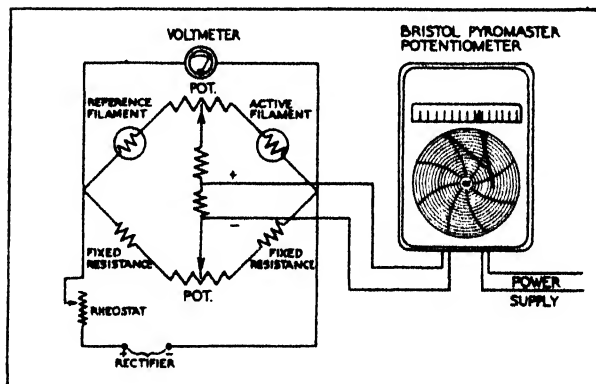 VOLTMETER
BRISTOL PYROMASTER
POTENTIOMETER
POT.
REFERENCE
FILAMENT
ACTIVE
FILAMENT
+
−
FIXED
RESISTANCE
FIXED
RESISTANCE
POT.
RHEOSTAT
POWER
SUPPLY
+ −
RECTIFIER